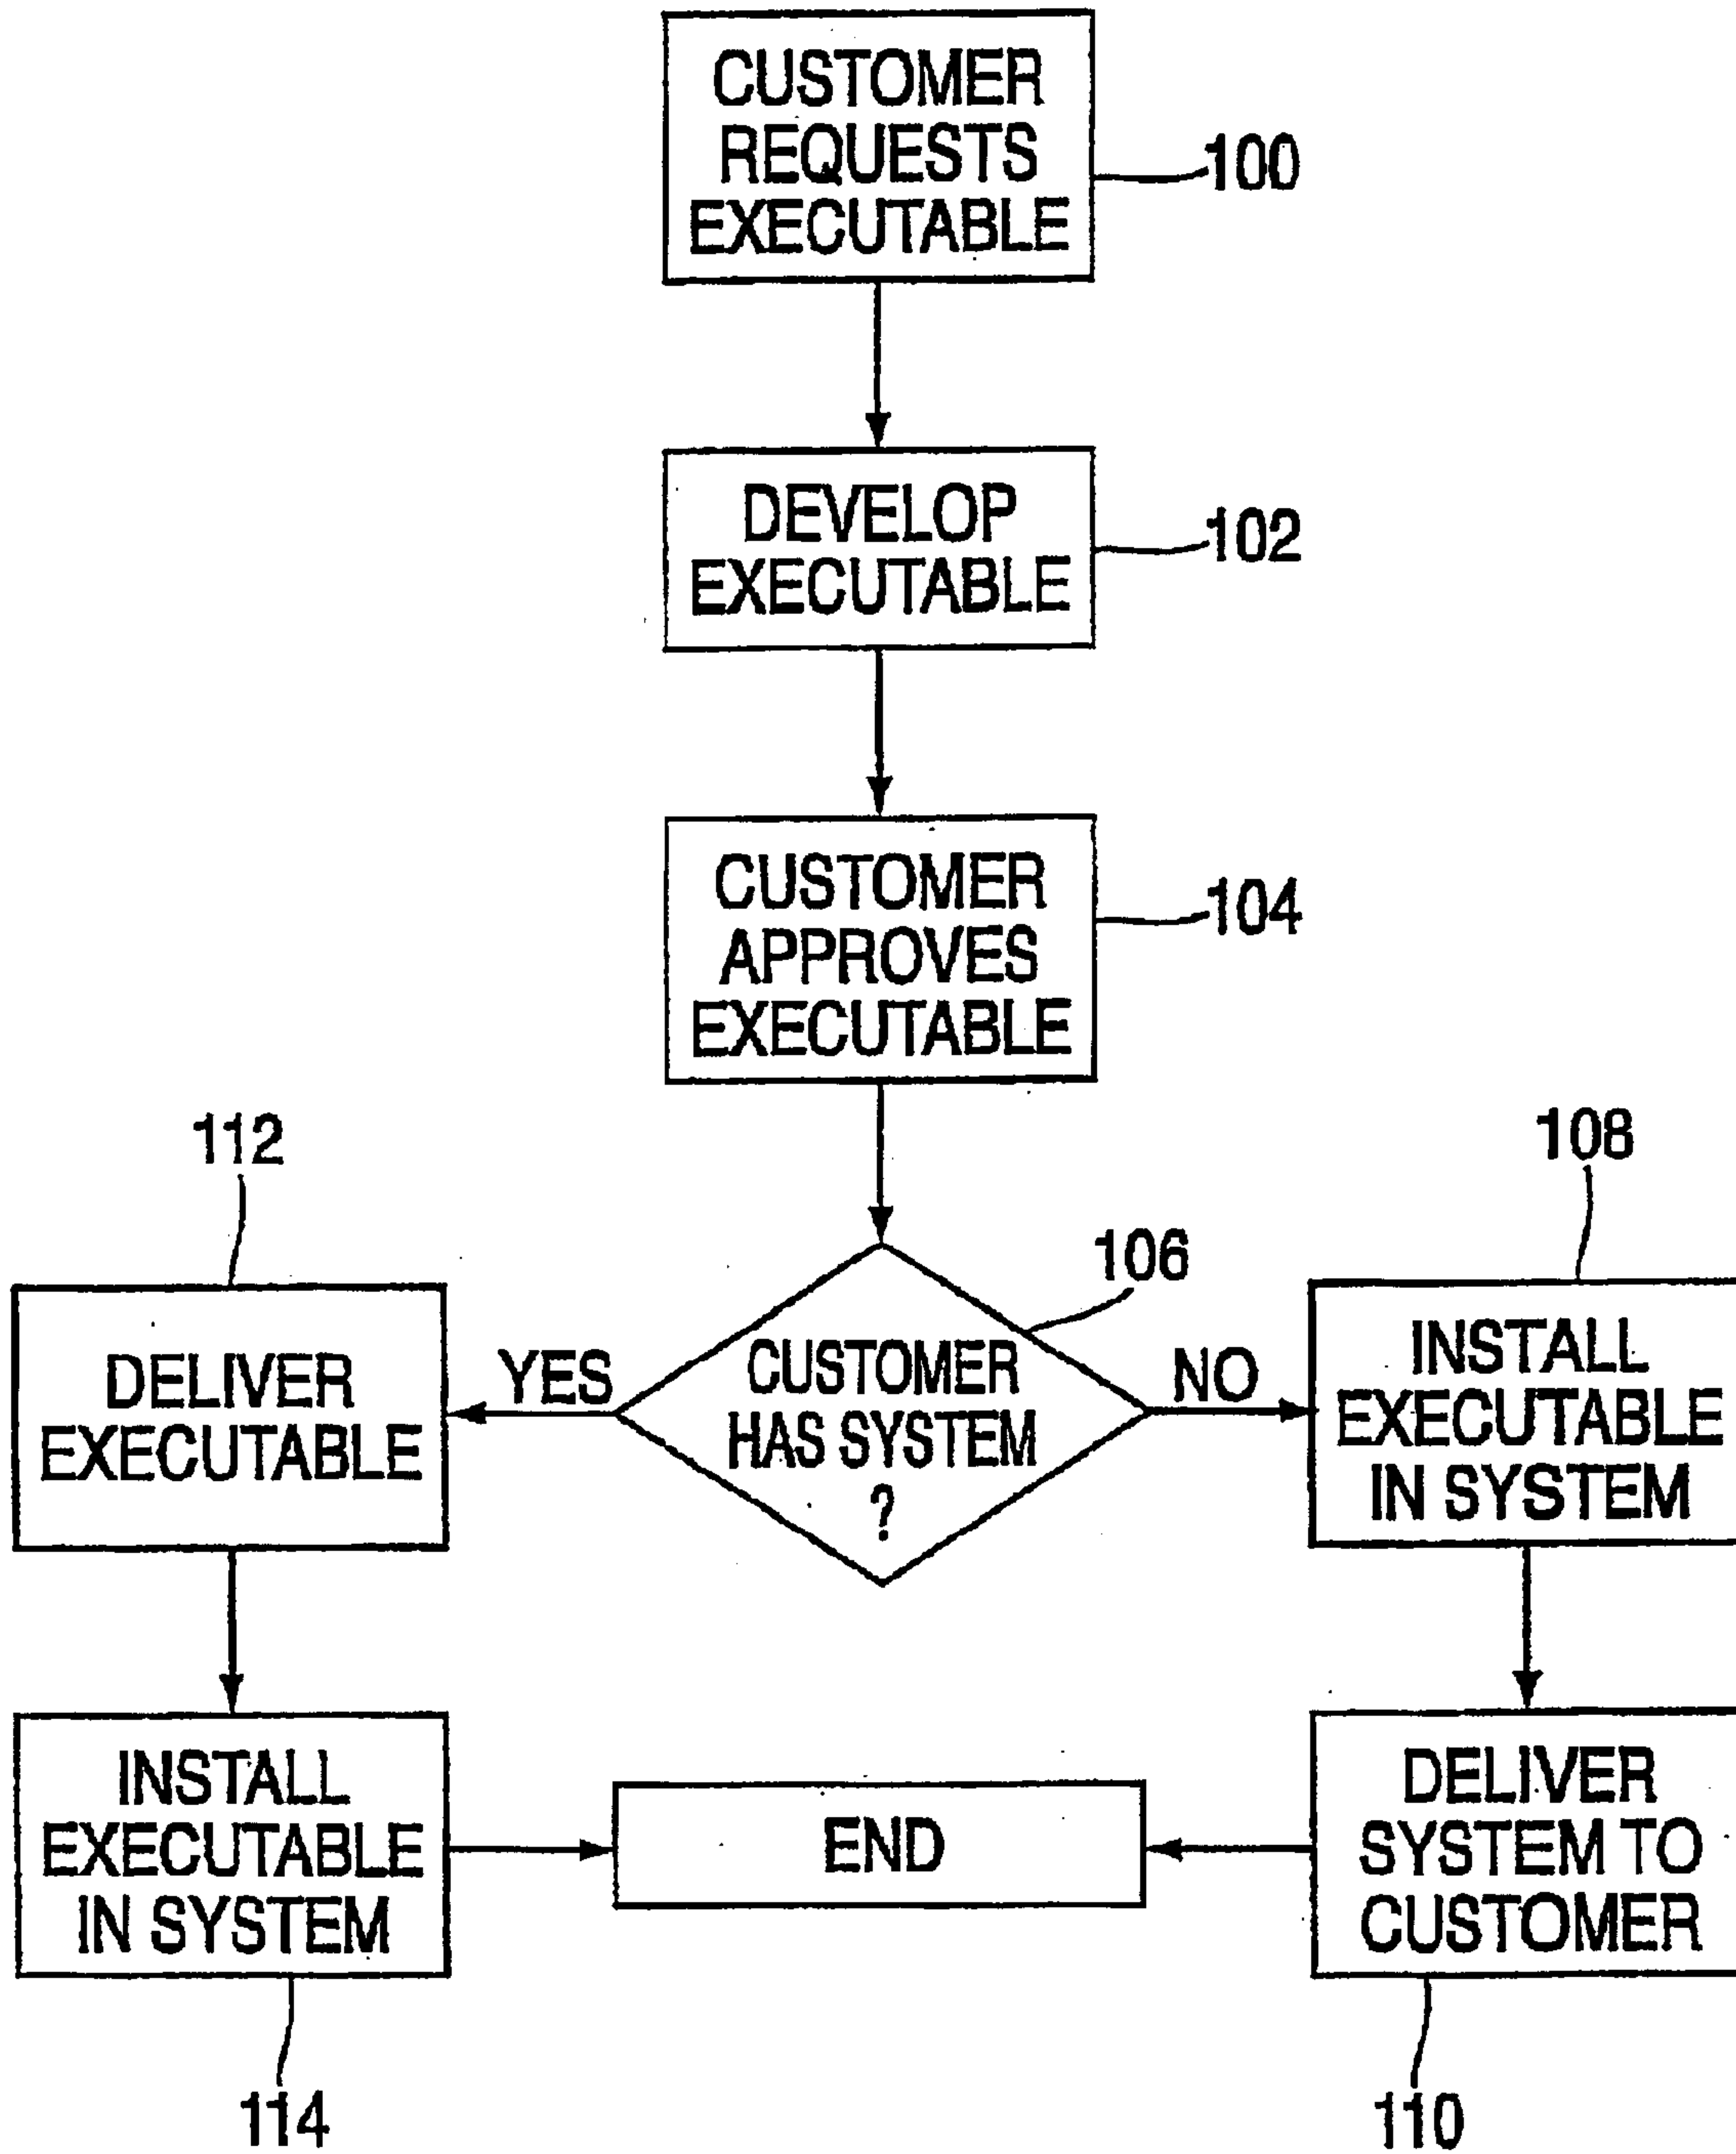 CUSTOMER
REQUESTS
EXECUTABLE
100
DEVELOP
EXECUTABLE
102
CUSTOMER
APPROVES
EXECUTABLE
104
112
108
106
DELIVER
EXECUTABLE
YES
CUSTOMER
HAS SYSTEM
?
NO
INSTALL
EXECUTABLE
IN SYSTEM
INSTALL
EXECUTABLE
IN SYSTEM
END
DELIVER
SYSTEM TO
CUSTOMER
114
110